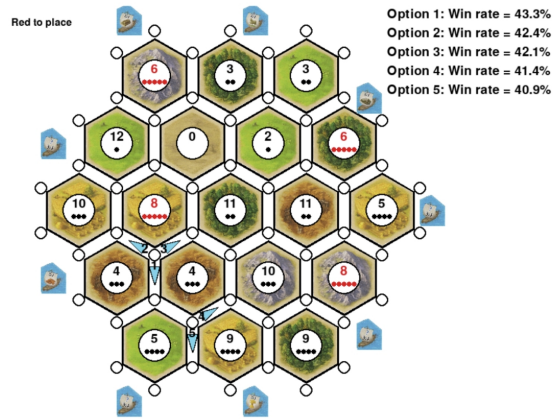 Red to place
Option 1: Win rate = 43.3%
Option 2: Win rate = 42.4%
Option 3: Win rate = 42.1%
Option 4: Win rate = 41.4%
Option 5: Win rate = 40.9%
6 3 3
12 0 2 6
10 8 11 11 5
2 3
1
4 4 10 8
4
5
5 9 9